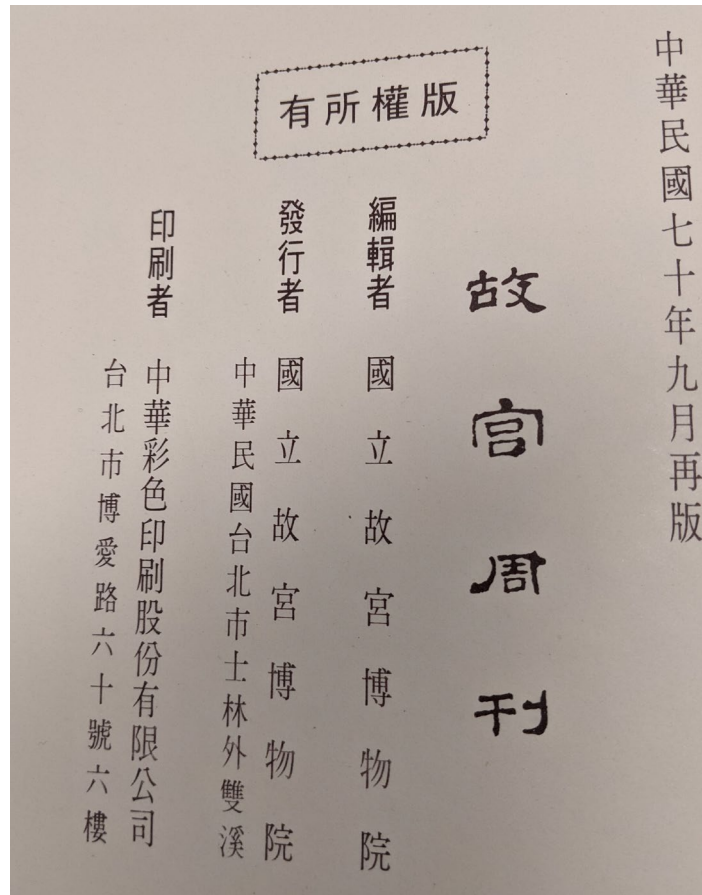 中華民國七十年九月再版
故宮周刊
版權所有
編輯者 國立故宮博物院
發行者 國立故宮博物院
中華民國台北市士林外雙溪
印刷者 中華彩色印刷股份有限公司
台北市博愛路六十號六樓